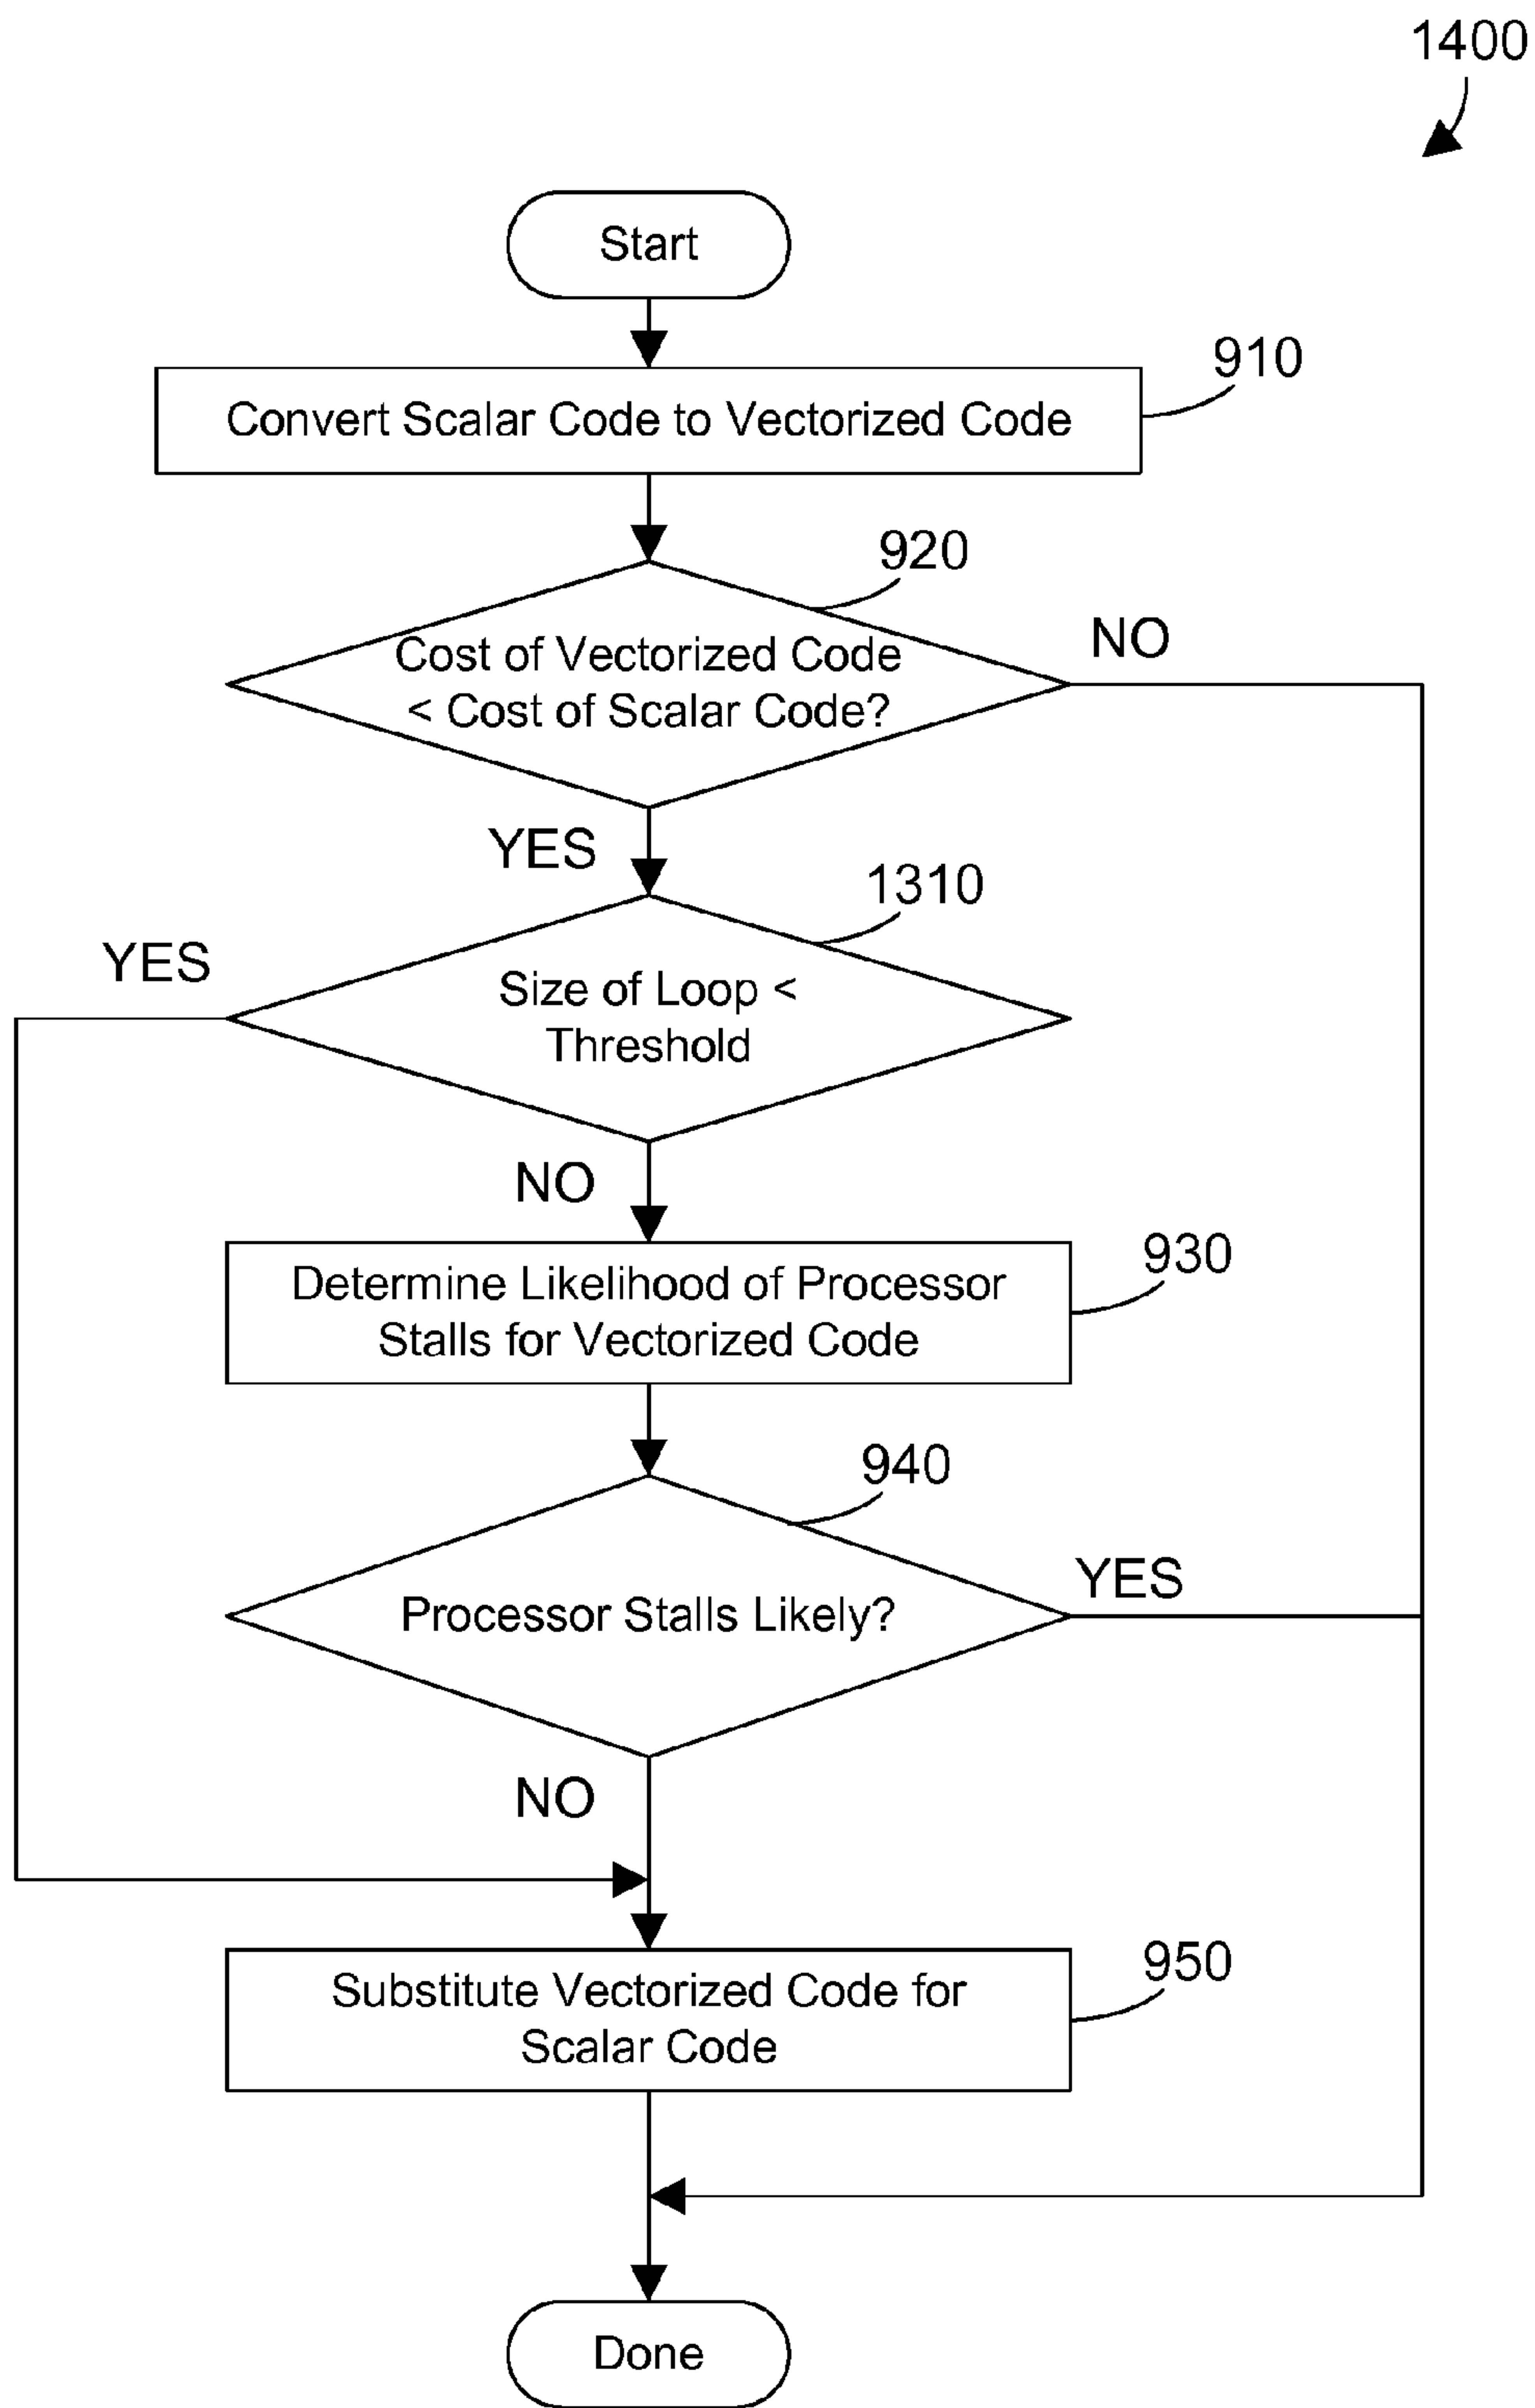 1400
Start
910
Convert Scalar Code to Vectorized Code
920
Cost of Vectorized Code
< Cost of Scalar Code?
NO
YES
1310
YES
Size of Loop <
Threshold
NO
930
Determine Likelihood of Processor
Stalls for Vectorized Code
940
Processor Stalls Likely?
YES
NO
950
Substitute Vectorized Code for
Scalar Code
Done